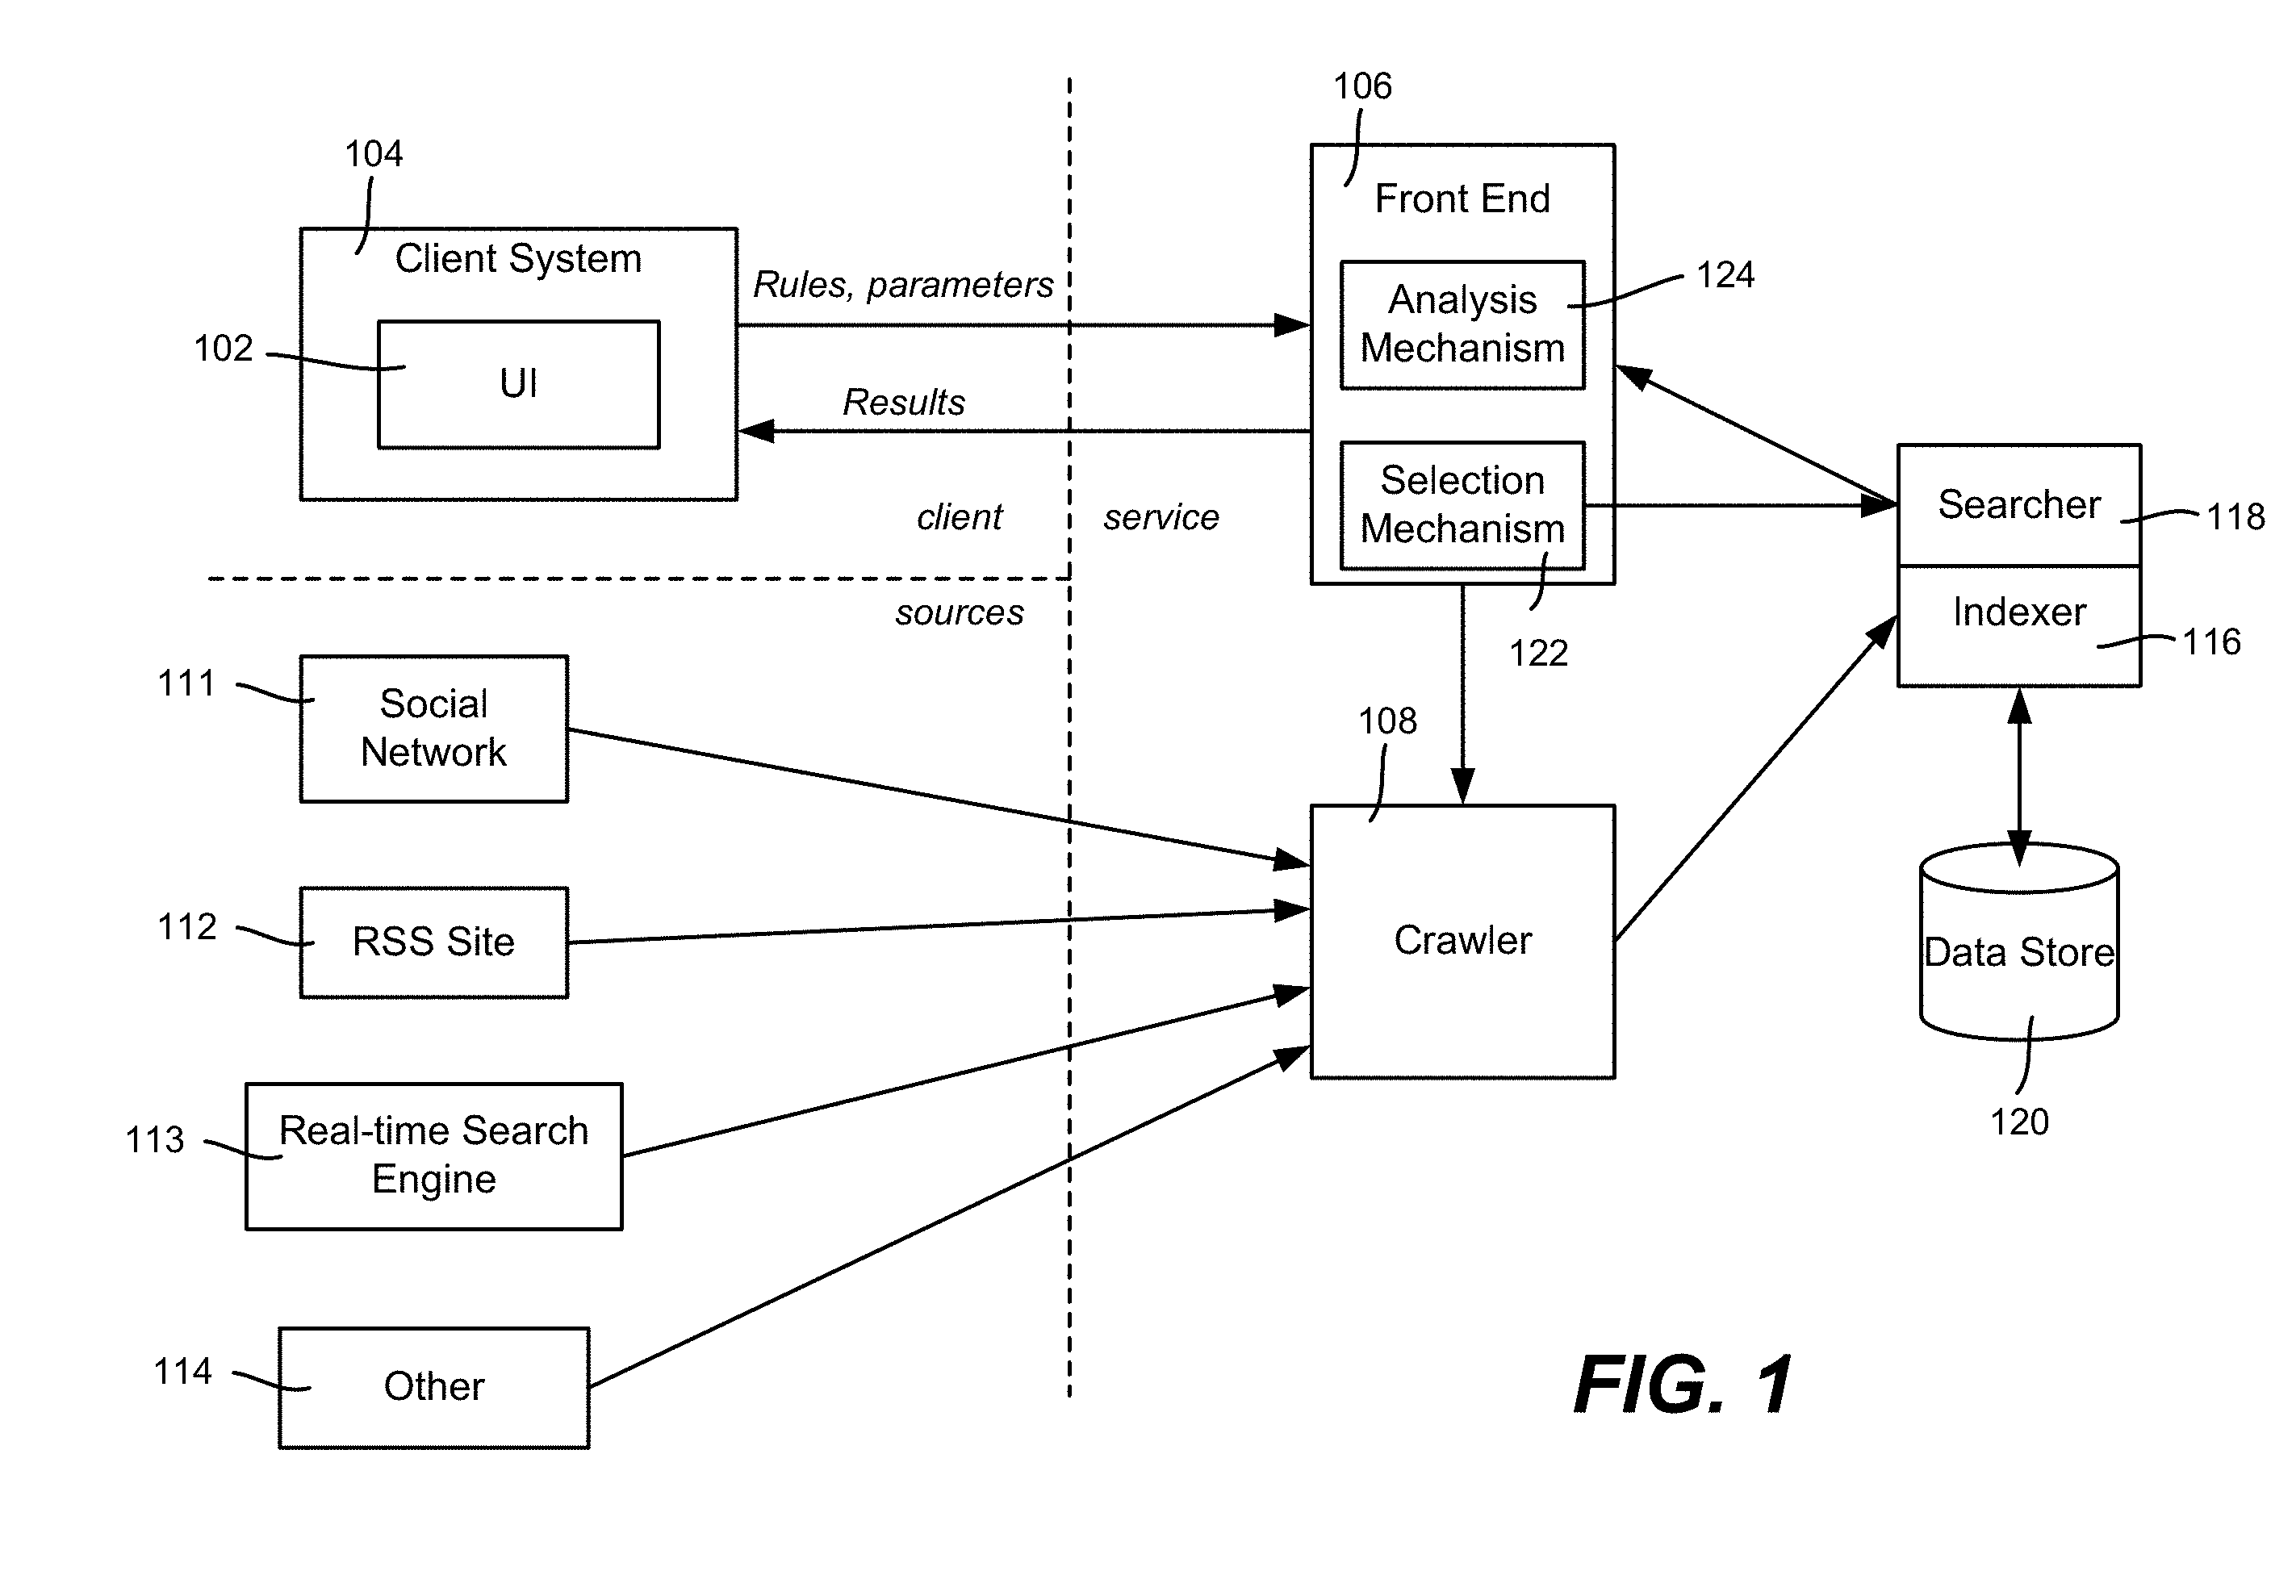 106
104
Front End
Client System
124
Rules, parameters
Analysis
Mechanism
102
UI
Results
Selection
Mechanism
Searcher
118
client
service
sources
Indexer
116
122
111
Social
Network
108
112
RSS Site
Crawler
Data Store
113
Real-time Search
Engine
120
114
Other
FIG. 1